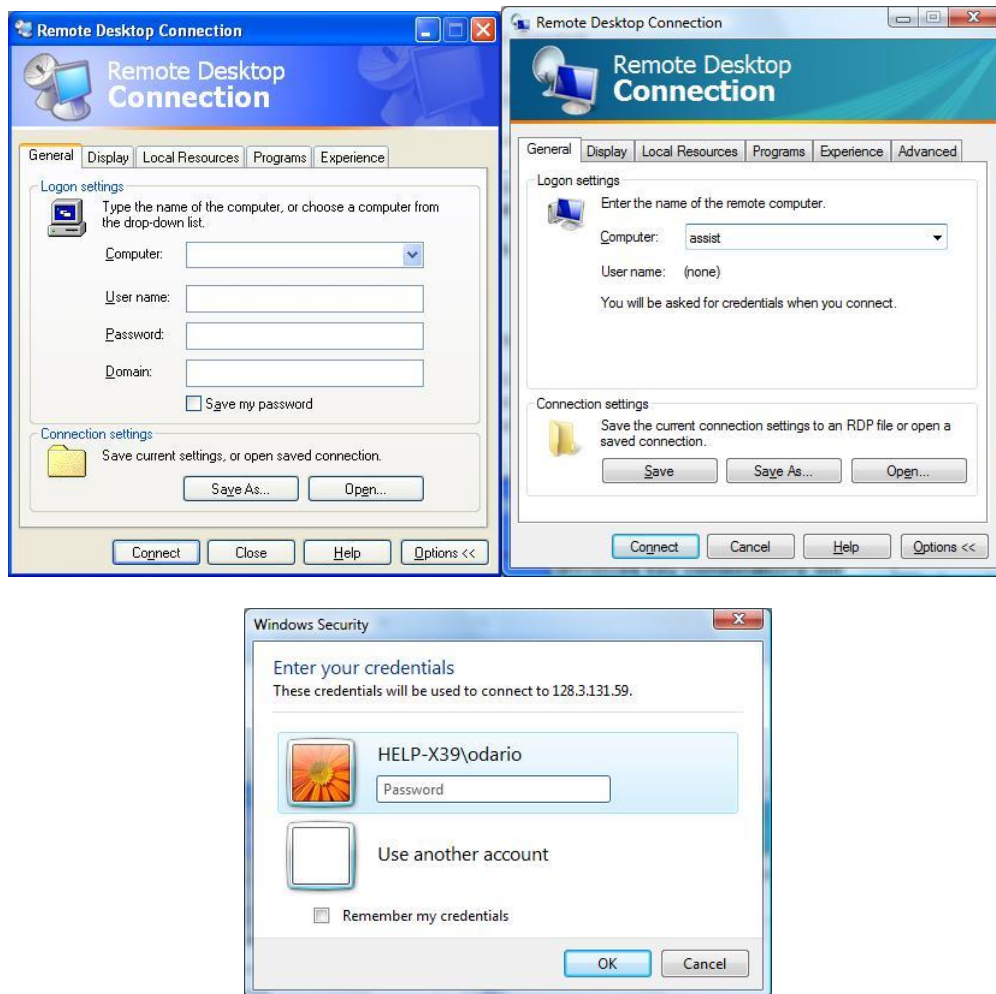 Remote Desktop Connection
Remote Desktop
Connection
General Display Local Resources Programs Experience
Logon settings
Type the name of the computer, or choose a computer from
the drop-down list.
Computer:
User name:
Password:
Domain:
Save my password
Connection settings
Save current settings, or open saved connection.
Save As... Open...
Connect Close Help Options <<
Remote Desktop Connection
Remote Desktop
Connection
General Display Local Resources Programs Experience Advanced
Logon settings
Enter the name of the remote computer.
Computer: assist
User name: (none)
You will be asked for credentials when you connect.
Connection settings
Save the current connection settings to an RDP file or open a
saved connection.
Save Save As... Open...
Connect Cancel Help Options <<
Windows Security
Enter your credentials
These credentials will be used to connect to 128.3.131.59.
HELP-X39\odario
Password
Use another account
Remember my credentials
OK Cancel